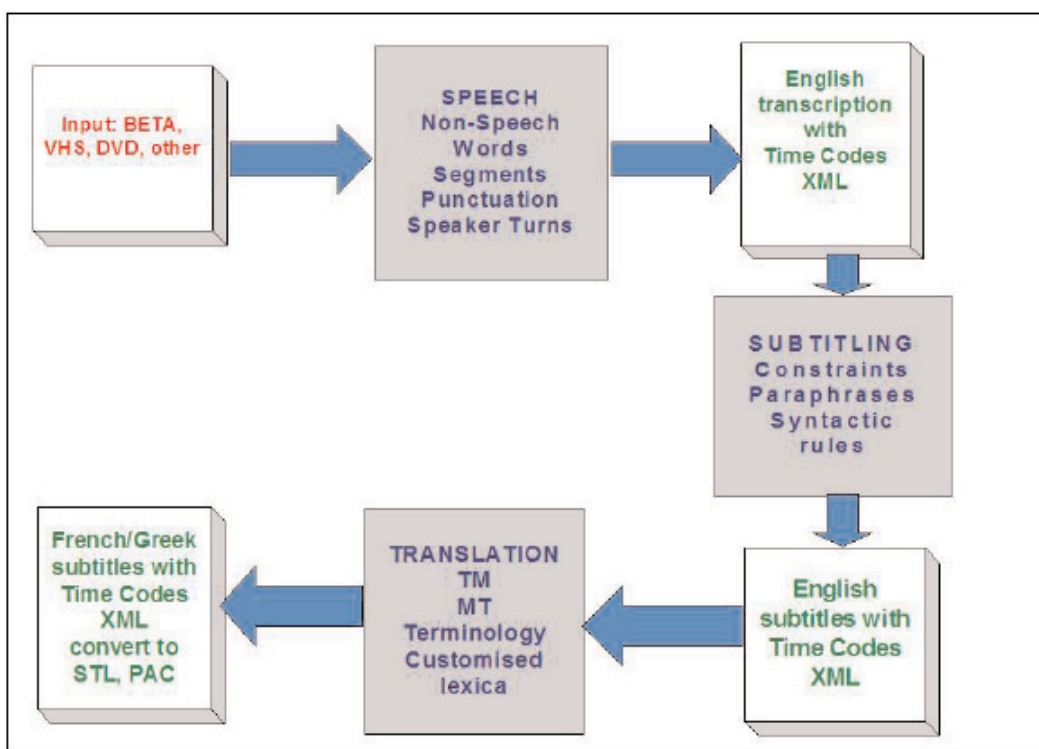 Input: BETA,
VHS, DVD, other
SPEECH
Non-Speech
Words
Segments
Punctuation
Speaker Turns
English
transcription
with
Time Codes
XML
SUBTITLING
Constraints
Paraphrases
Syntactic
rules
English
subtitles with
Time Codes
XML
TRANSLATION
TM
MT
Terminology
Customised
lexica
French/Greek
subtitles with
Time Codes
XML
convert to
STL, PAC